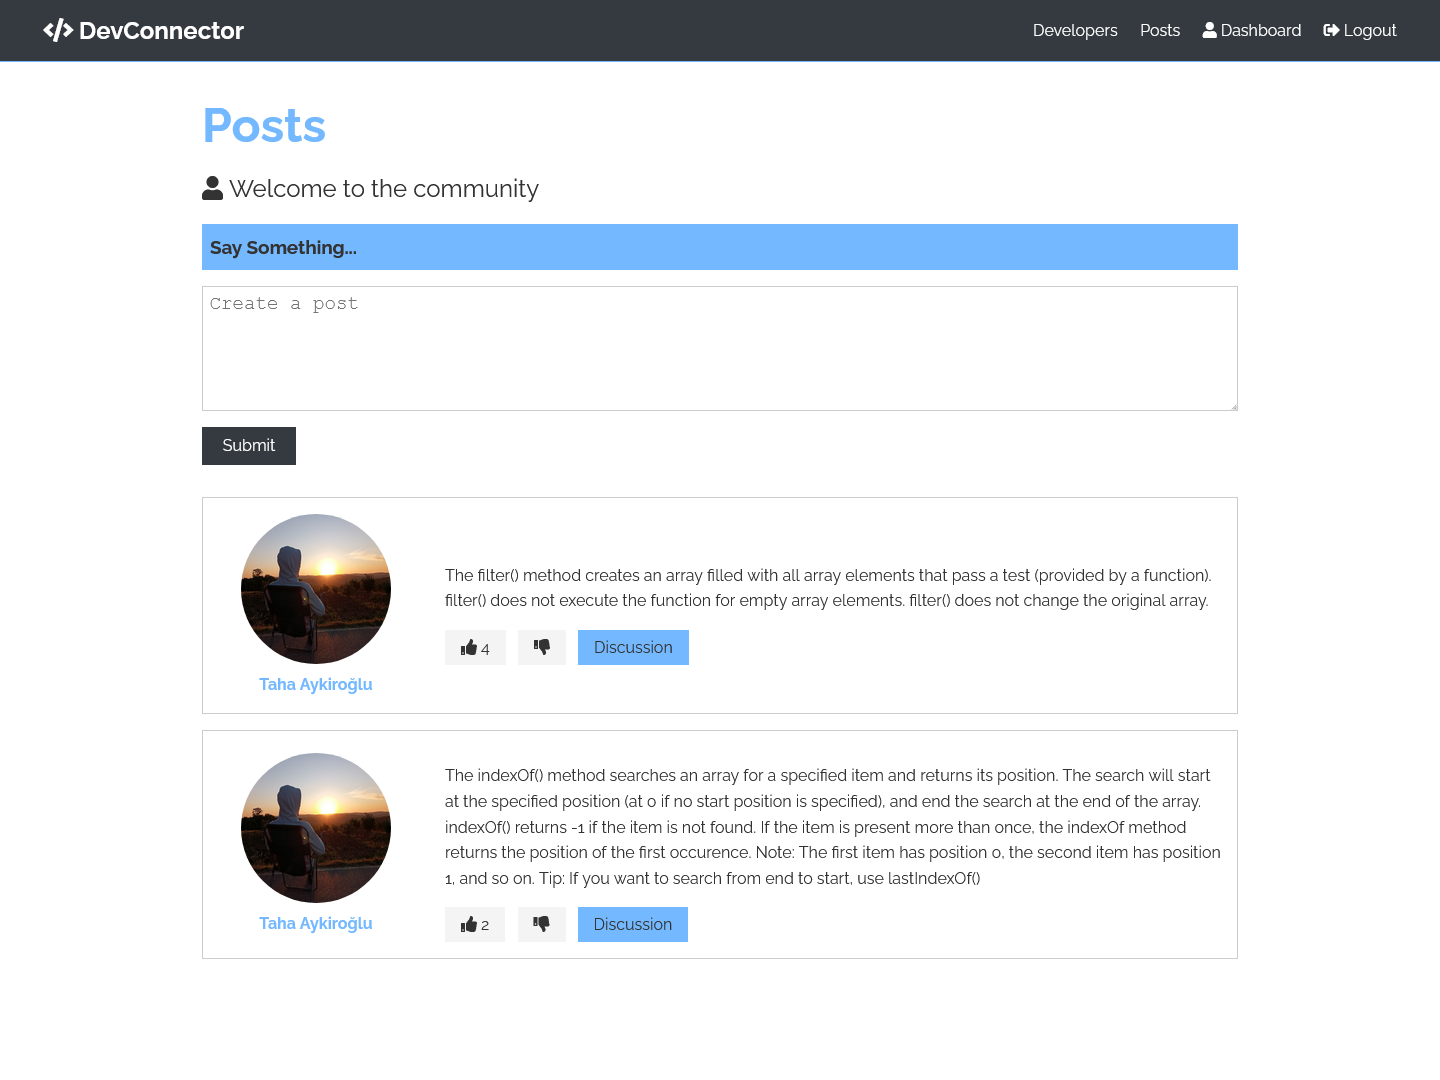 DevConnector
Developers Posts Dashboard Logout
Posts
Welcome to the community
Say Something...
Create a post
Submit
The filter() method creates an array filled with all array elements that pass a test (provided by a function).
filter() does not execute the function for empty array elements. filter() does not change the original array.
4
Discussion
Taha Aykiroğlu
The indexOf() method searches an array for a specified item and returns its position. The search will start
at the specified position (at 0 if no start position is specified), and end the search at the end of the array.
indexOf() returns -1 if the item is not found. If the item is present more than once, the indexOf method
returns the position of the first occurence. Note: The first item has position 0, the second item has position
1, and so on. Tip: If you want to search from end to start, use lastIndexOf()
2
Discussion
Taha Aykiroğlu